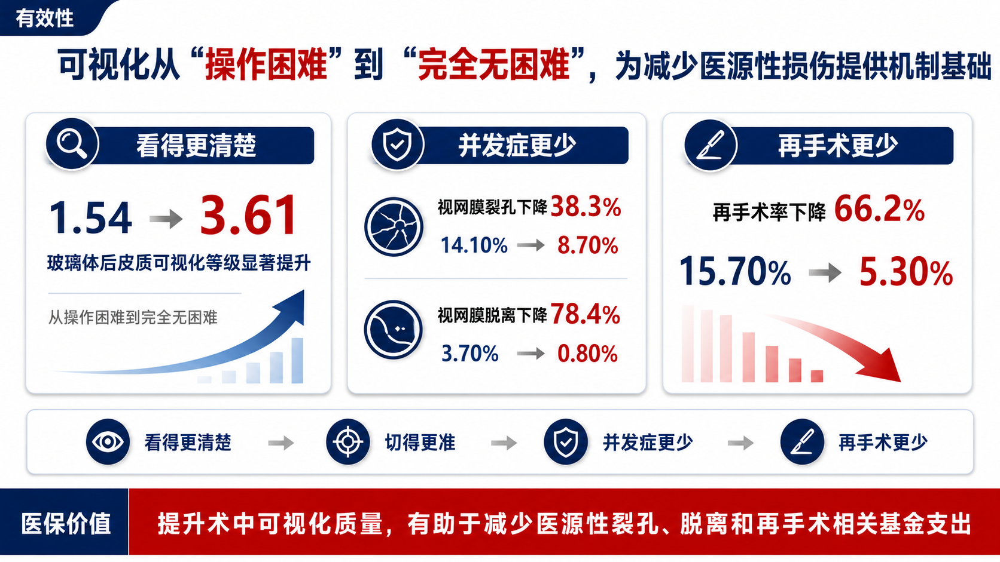 有效性
可视化从“操作困难”到“完全无困难”，为减少医源性损伤提供机制基础
看得更清楚
1.54 → 3.61
玻璃体后皮质可视化等级显著提升
从操作困难到完全无困难
并发症更少
视网膜裂孔下降38.3%
14.10% → 8.70%
视网膜脱离下降78.4%
3.70% → 0.80%
再手术更少
再手术率下降 66.2%
15.70% → 5.30%
看得更清楚 → 切得更准 → 并发症更少 → 再手术更少
医保价值
提升术中可视化质量，有助于减少医源性裂孔、脱离和再手术相关基金支出